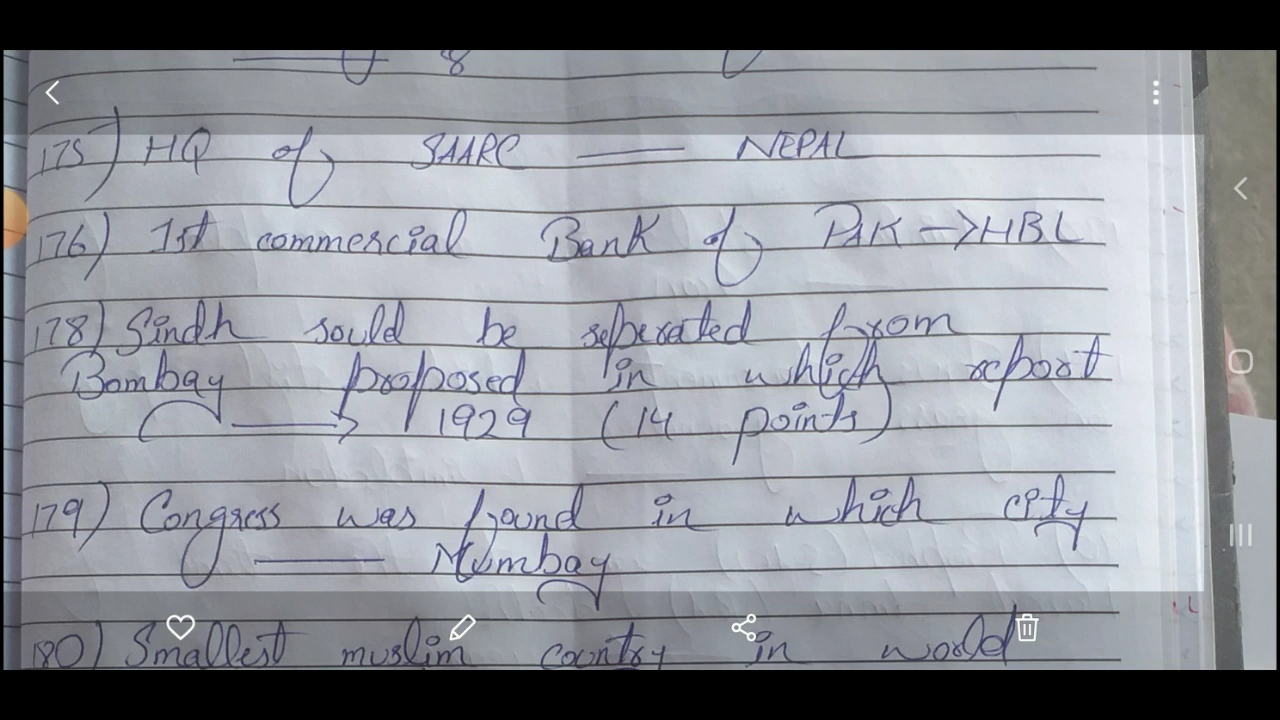 8
175) HQ of SAARC — NEPAL
176) 1st commercial Bank of PAK → HBL
178) Sindh sould be seperated from
Bombay proposed in which report
→ 1929 (14 points)
179) Congress was found in which city
— Mumbay
180) Smallest muslim country in world